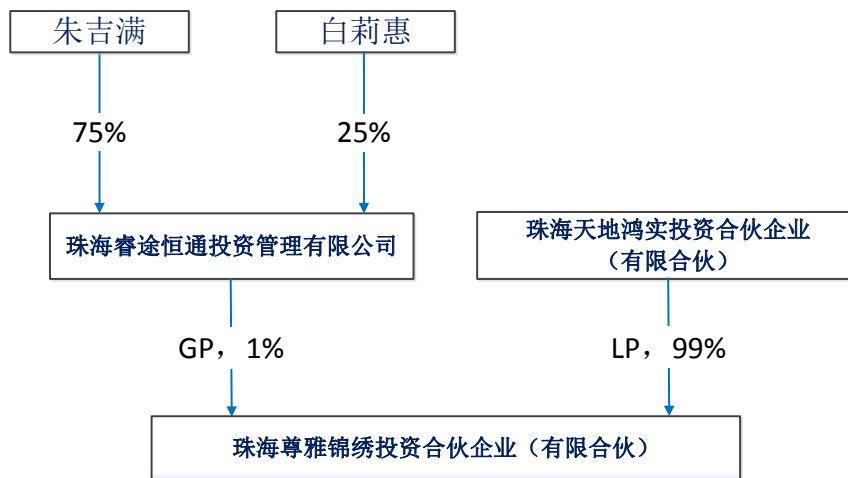 朱吉满
白莉惠
75%
25%
珠海睿途恒通投资管理有限公司
珠海天地鸿实投资合伙企业
（有限合伙）
GP，1%
LP，99%
珠海尊雅锦绣投资合伙企业（有限合伙）